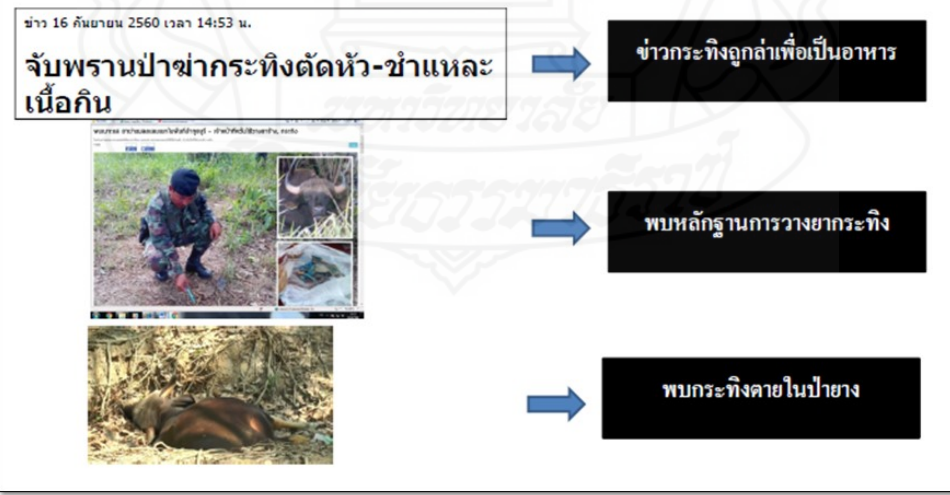 ข่าว 16 กันยายน 2560 เวลา 14:53 น.
จับพรานป่าฆ่ากระทิงตัดหัว-ชำแหละ
เนื้อกิน
ข่าวกระทิงถูกล่าเพื่อเป็นอาหาร
พบหลักฐานการวางยากระทิง
พบกระทิงตายในป่ายาง